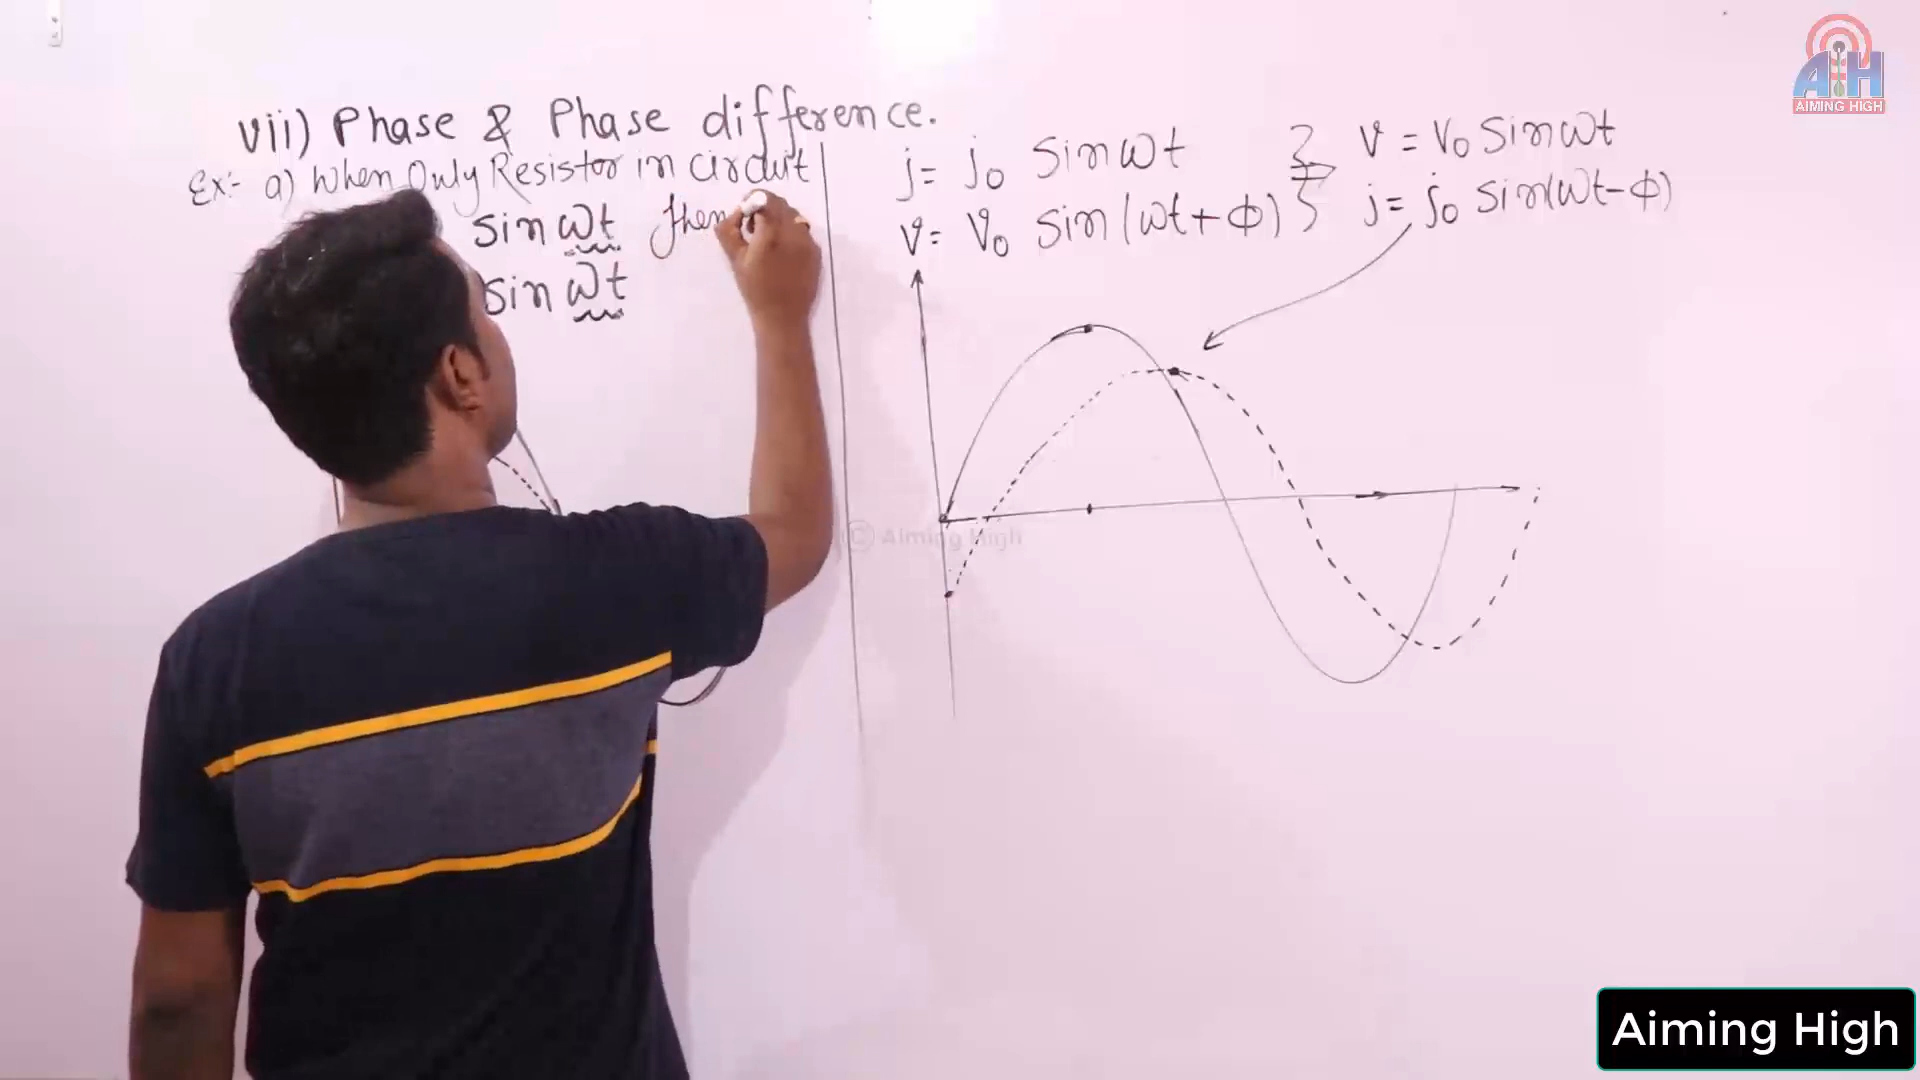 vii) Phase & Phase difference.
Ex:- a) When Only Resistor in circuit
sin ωt then
sin ωt
j = j₀ sin ωt
v = v₀ sin (ωt + ϕ)
v = v₀ sin ωt
j = j₀ sin (ωt - ϕ)
AH
AIMING HIGH
© Aiming High
Aiming High